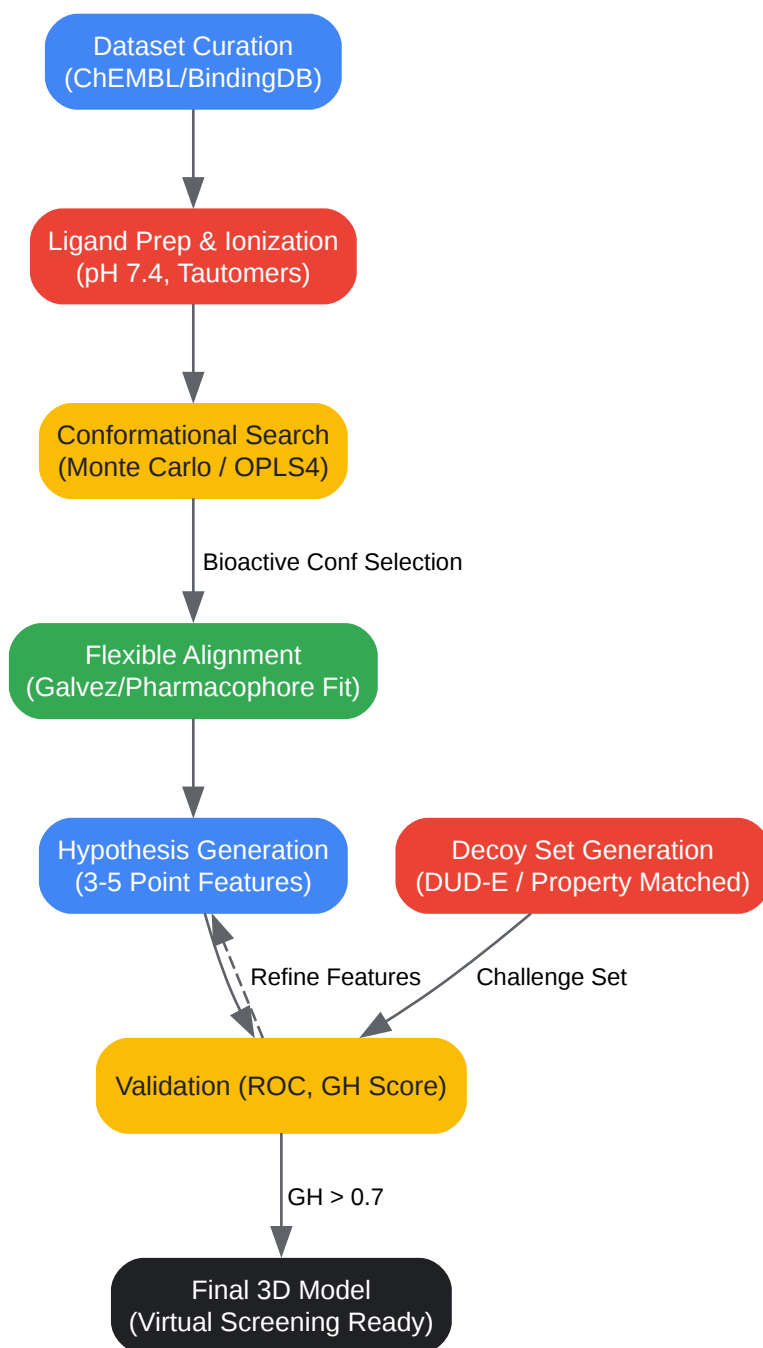 Dataset Curation
(ChEMBL/BindingDB)
Ligand Prep & Ionization
(pH 7.4, Tautomers)
Conformational Search
(Monte Carlo / OPLS4)
Bioactive Conf Selection
Flexible Alignment
(Galvez/Pharmacophore Fit)
Hypothesis Generation
(3-5 Point Features)
Decoy Set Generation
(DUD-E / Property Matched)
Refine Features
Challenge Set
Validation (ROC, GH Score)
GH > 0.7
Final 3D Model
(Virtual Screening Ready)